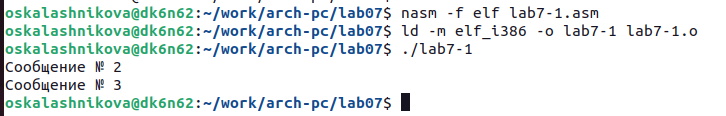 oskalashnikova@dk6n62:~/work/arch-pc/lab07$ nasm -f elf lab7-1.asm
oskalashnikova@dk6n62:~/work/arch-pc/lab07$ ld -m elf_i386 -o lab7-1 lab7-1.o
oskalashnikova@dk6n62:~/work/arch-pc/lab07$ ./lab7-1
Сообщение № 2
Сообщение № 3
oskalashnikova@dk6n62:~/work/arch-pc/lab07$